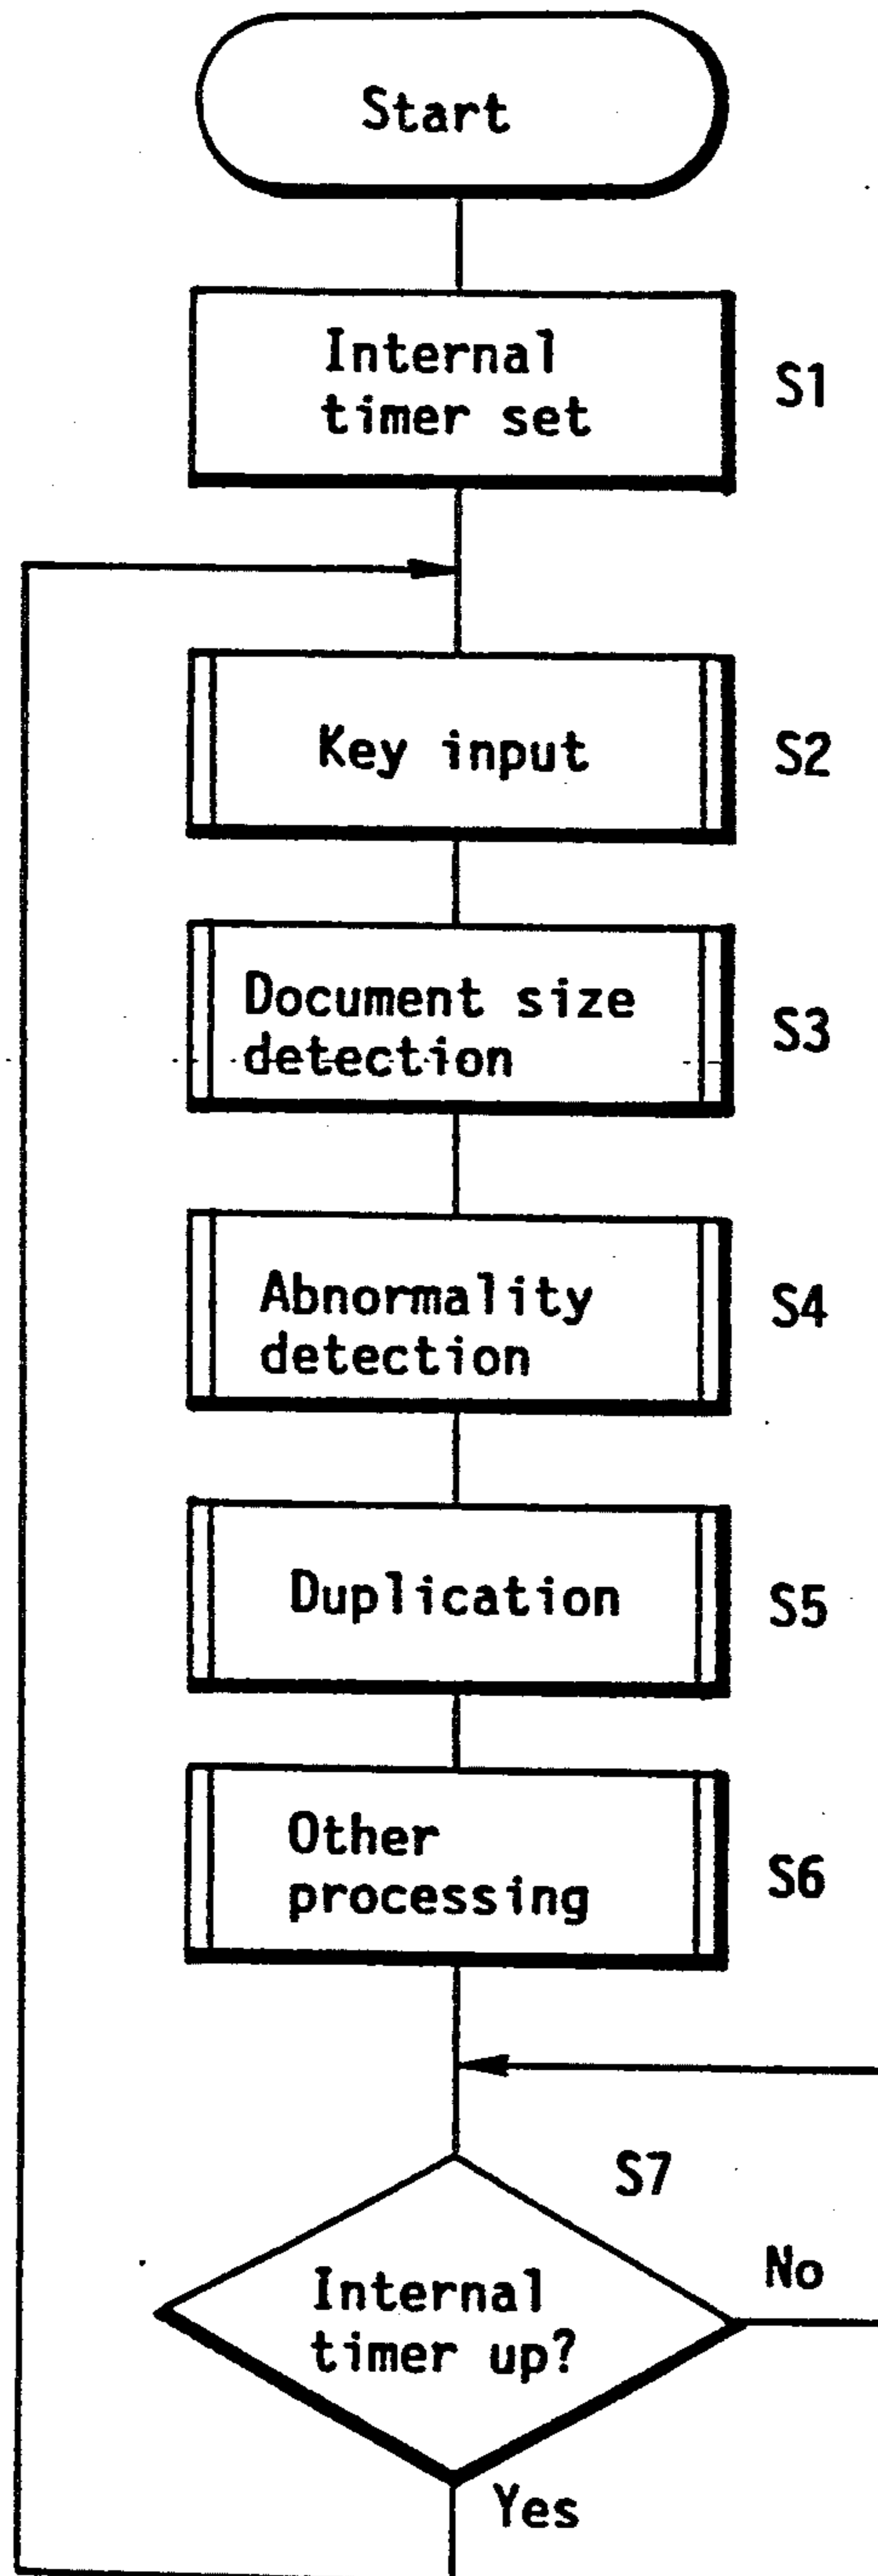 Start
Internal
timer set
S1
Key input
S2
Document size
detection
S3
Abnormality
detection
S4
Duplication
S5
Other
processing
S6
S7
Internal
timer up?
No
Yes